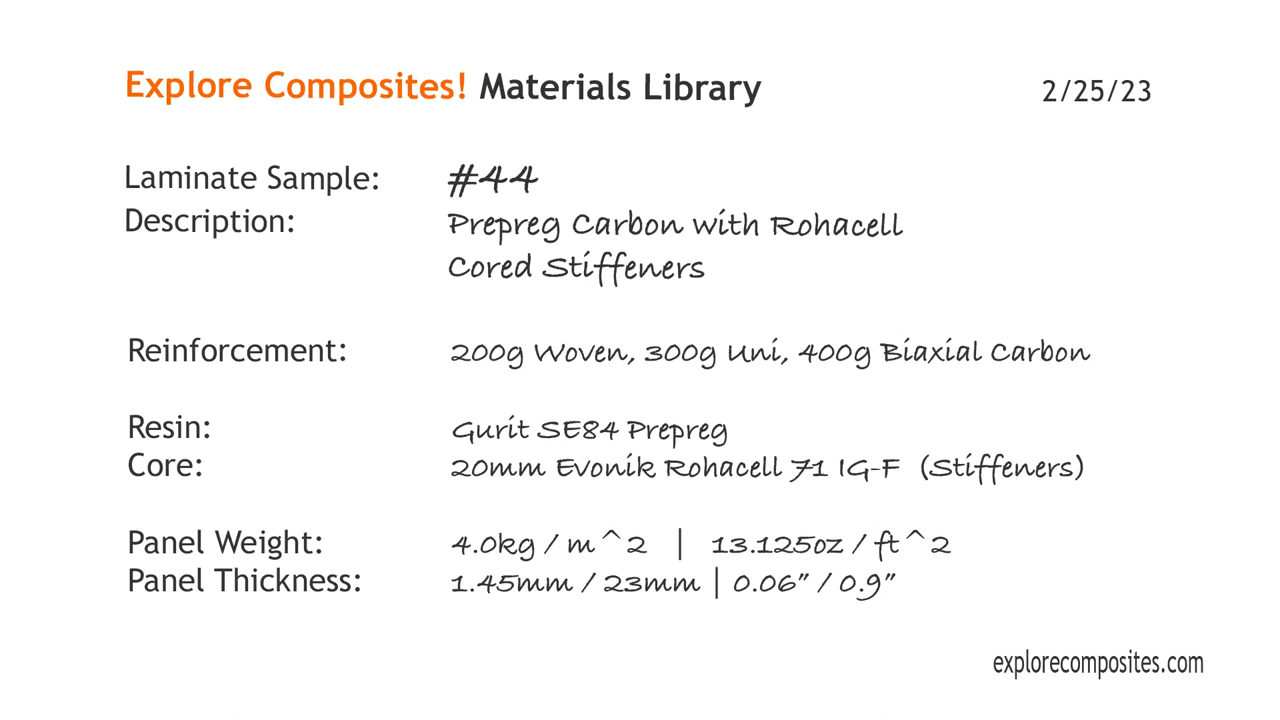 Explore Composites! Materials Library 2/25/23
Laminate Sample: #44
Description: Prepreg Carbon with Rohacell
Cored Stiffeners
Reinforcement: 200g Woven, 300g Uni, 400g Biaxial Carbon
Resin: Gurit SE84 Prepreg
Core: 20mm Evonik Rohacell 71 IG-F (Stiffeners)
Panel Weight: 4.0kg / m^2 | 13.125oz / ft^2
Panel Thickness: 1.45mm / 23mm | 0.06" / 0.9"
explorecomposites.com